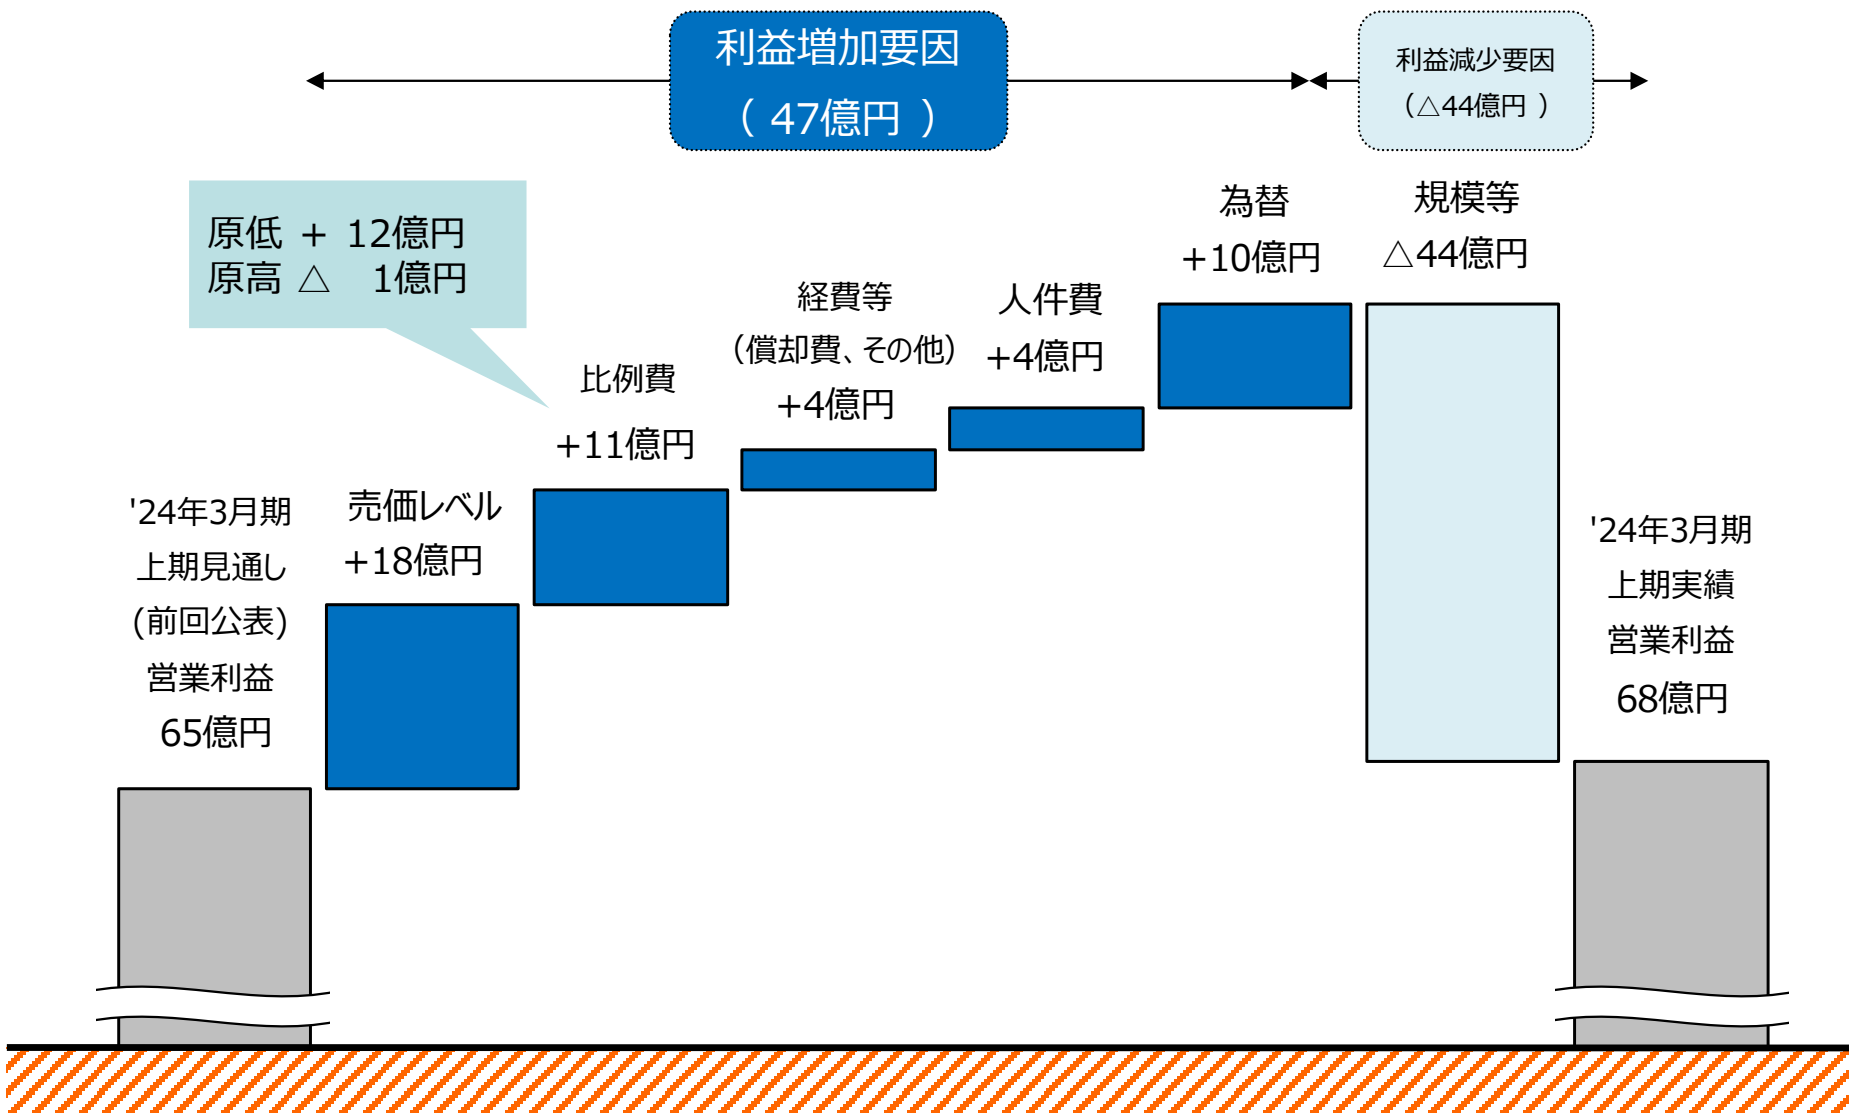 利益増加要因
（ 47億円 ）
利益減少要因
（△44億円 ）
原低 + 12億円
原高 △ 1億円
'24年3月期
上期見通し
(前回公表)
営業利益
65億円
売価レベル
+18億円
比例費
+11億円
経費等
（償却費、その他）
+4億円
人件費
+4億円
為替
+10億円
規模等
△44億円
'24年3月期
上期実績
営業利益
68億円